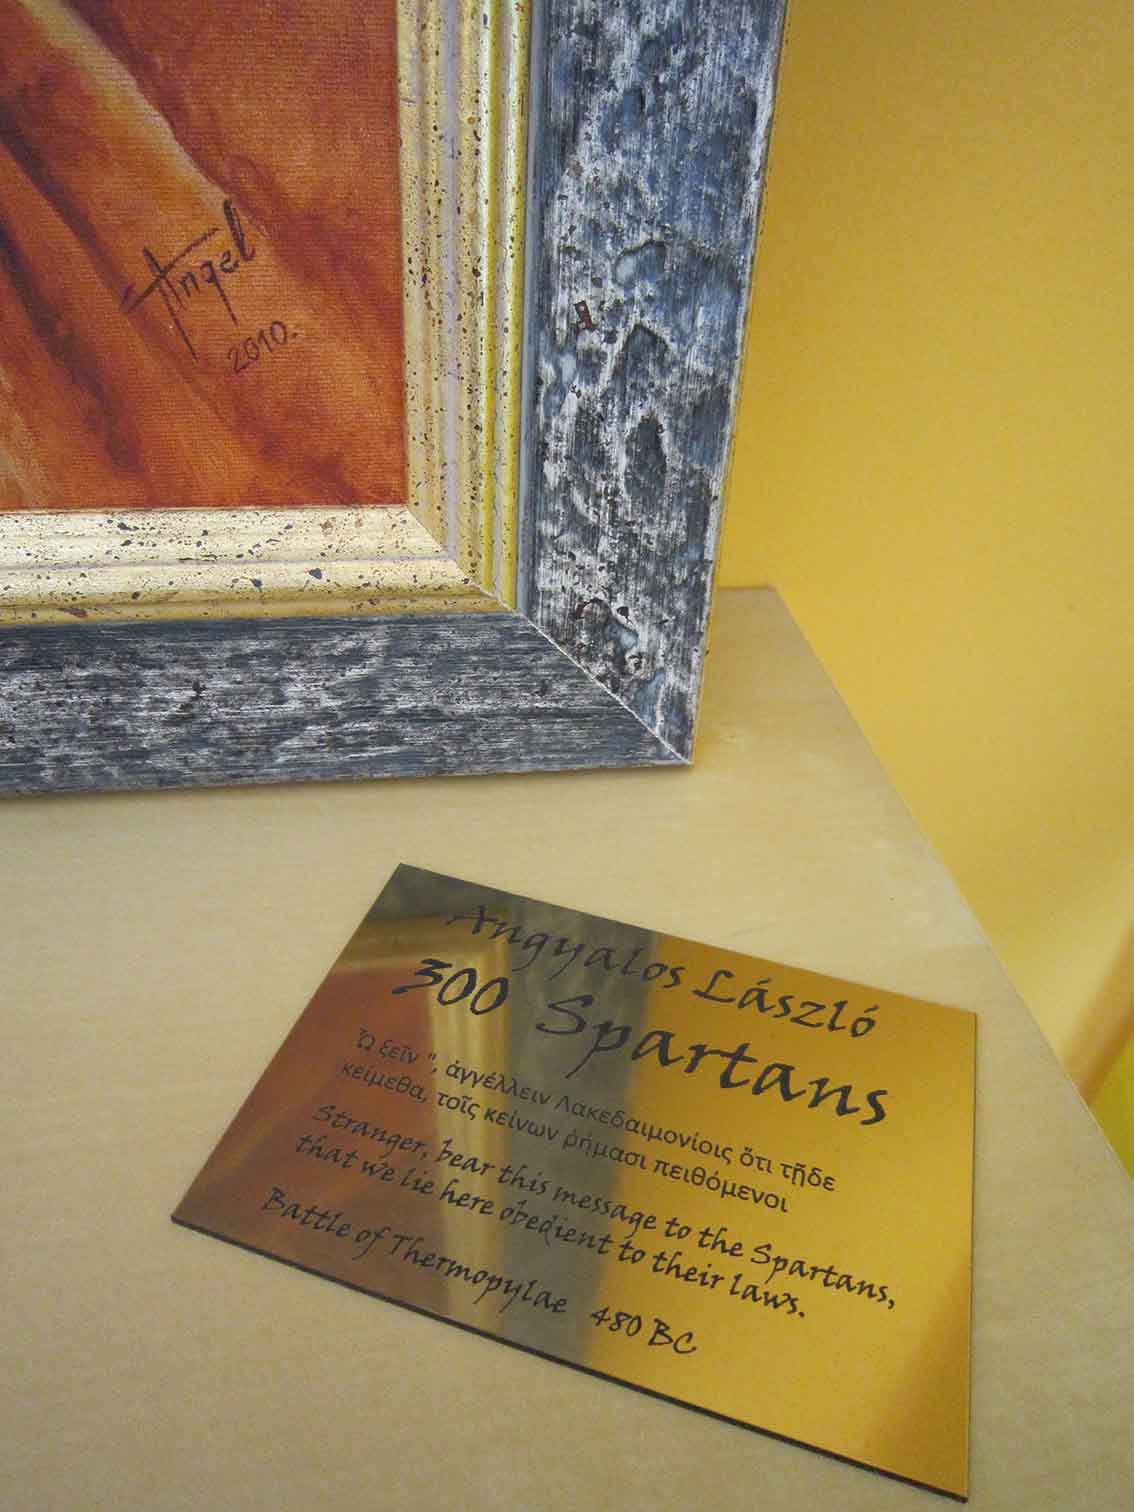 Angel
2010.
Angyalos László
300 Spartans
Ὦ ξεῖν ", ἀγγέλλειν Λακεδαιμονίοις ὅτι τῇδε
κείμεθα, τοῖς κείνων ῥήμασι πειθόμενοι
Stranger, bear this message to the Spartans,
that we lie here obedient to their laws.
Battle of Thermopylae 480 BC